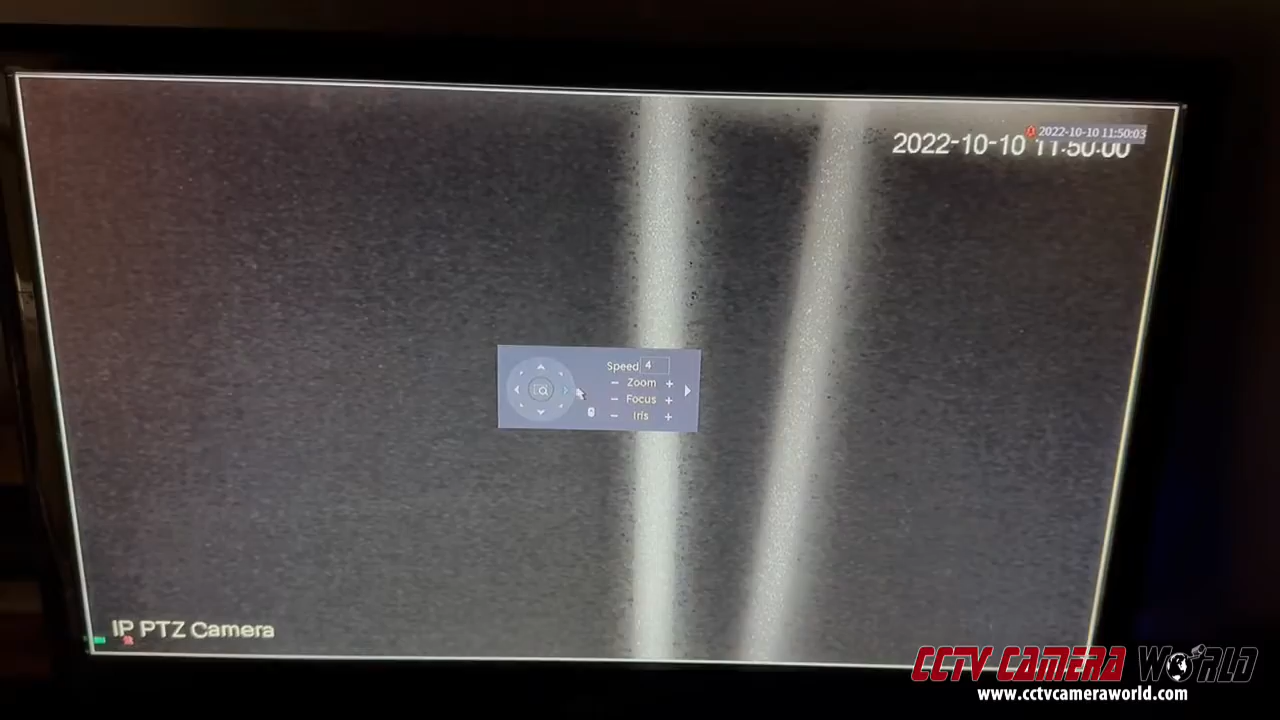 2022-10-10 11:50:03
2022-10-10 11:50:00
Speed 4
- Zoom +
- Focus +
- Iris +
IP PTZ Camera
CCTV CAMERA WORLD
www.cctvcameraworld.com